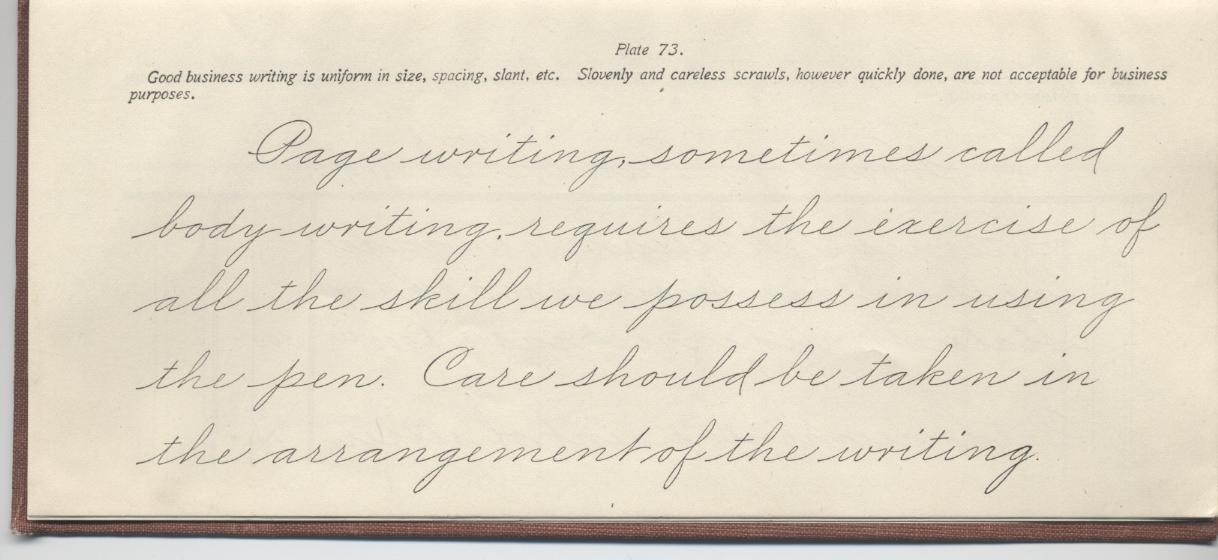 Plate 73.
Good business writing is uniform in size, spacing, slant, etc. Slovenly and careless scrawls, however quickly done, are not acceptable for business
purposes.
Page writing, sometimes called
body writing, requires the exercise of
all the skill we possess in using
the pen. Care should be taken in
the arrangement of the writing.